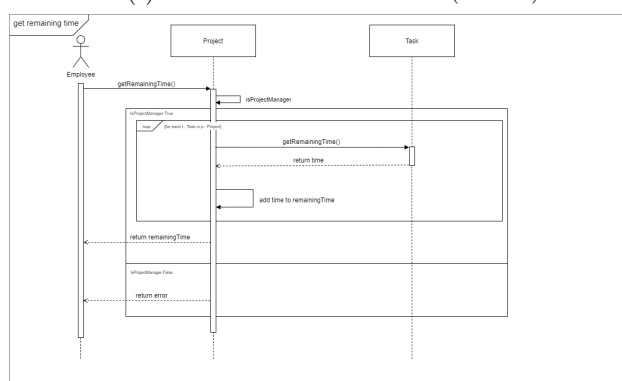 get remaining time
Project
Task
Employee
getRemainingTime()
isProjectManager
IsProjectManager True
loop
[for each t : Task in p : Project]
getRemainingTime()
return time
add time to remainingTime
return remainingTime
IsProjectManager False
return error